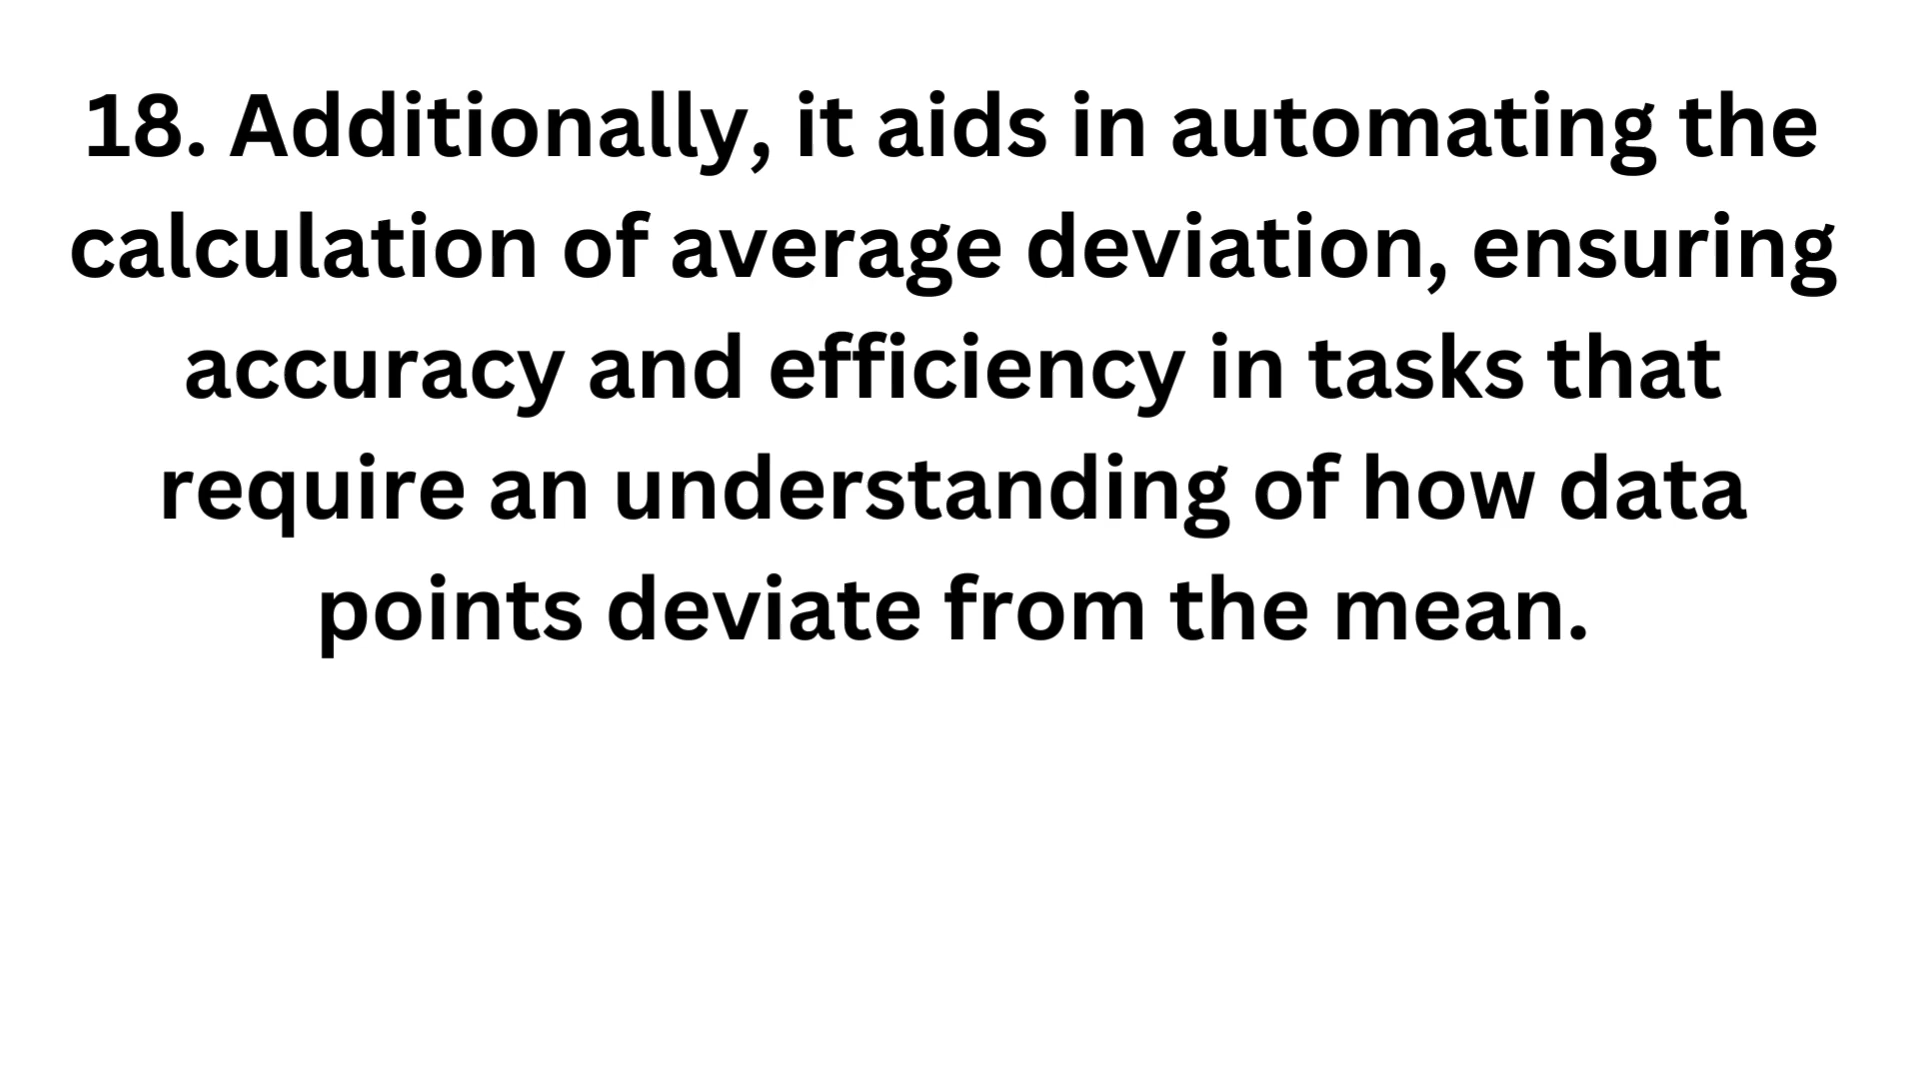 18. Additionally, it aids in automating the
calculation of average deviation, ensuring
accuracy and efficiency in tasks that
require an understanding of how data
points deviate from the mean.